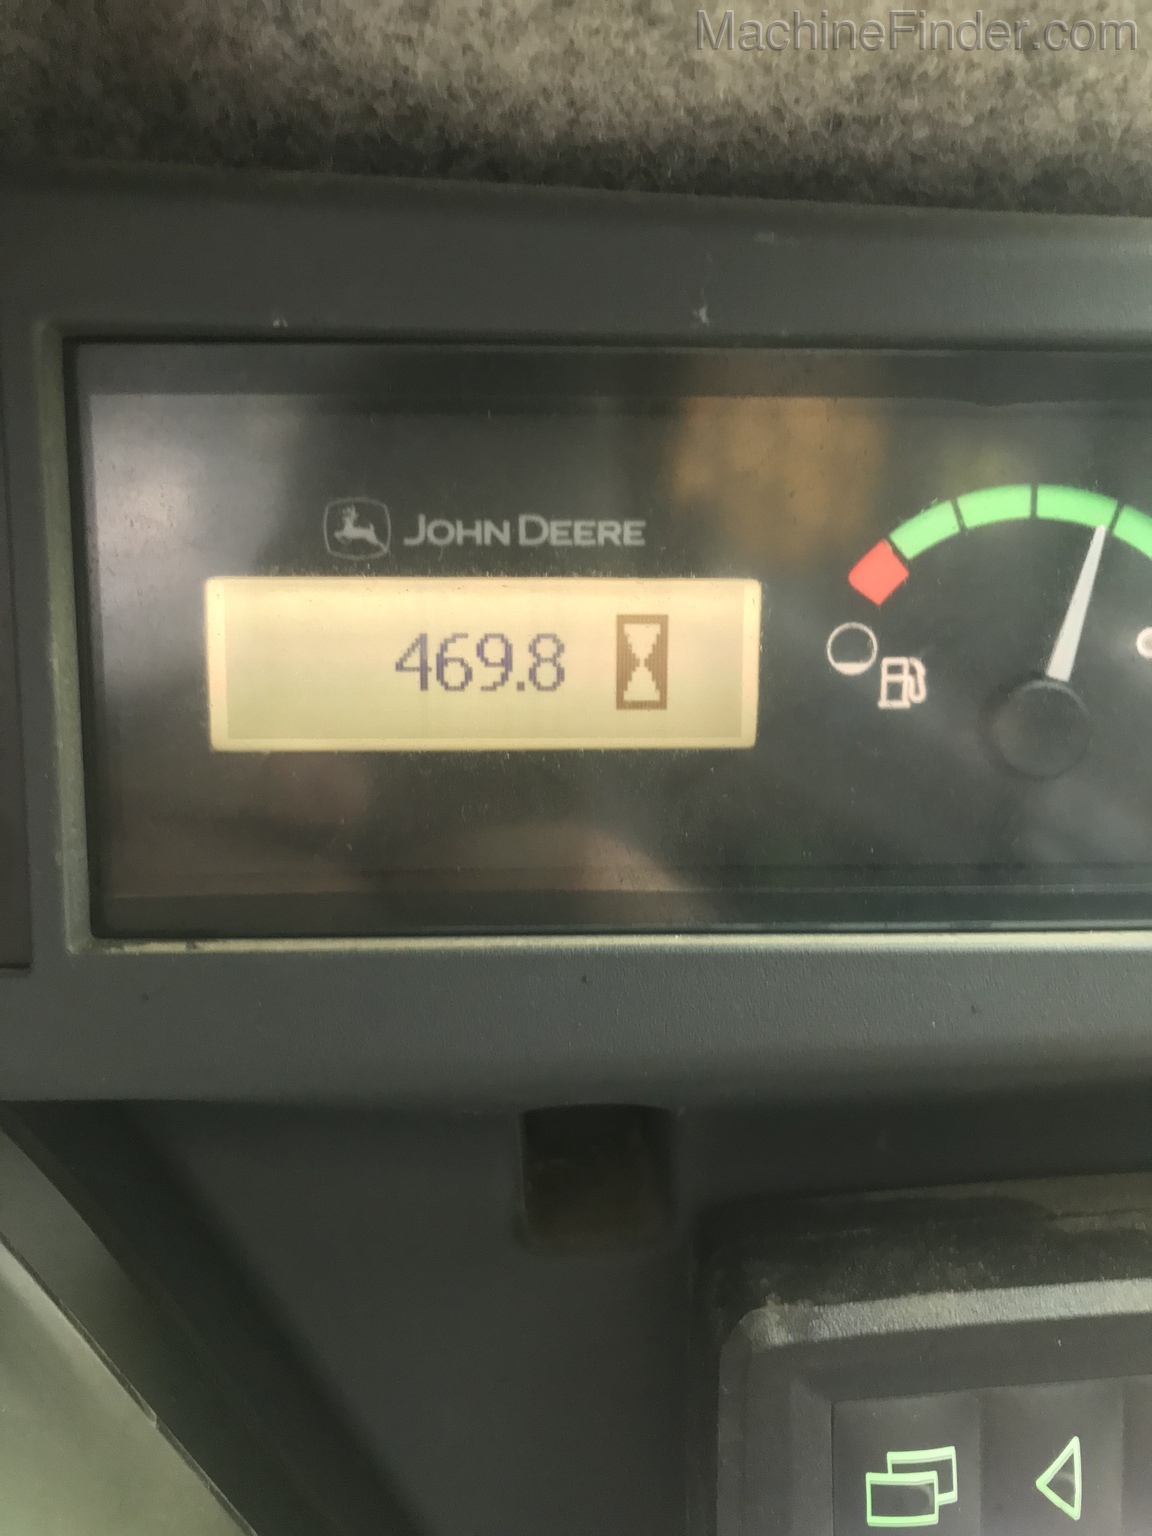 MachineFinder.com
JOHN DEERE
469.8